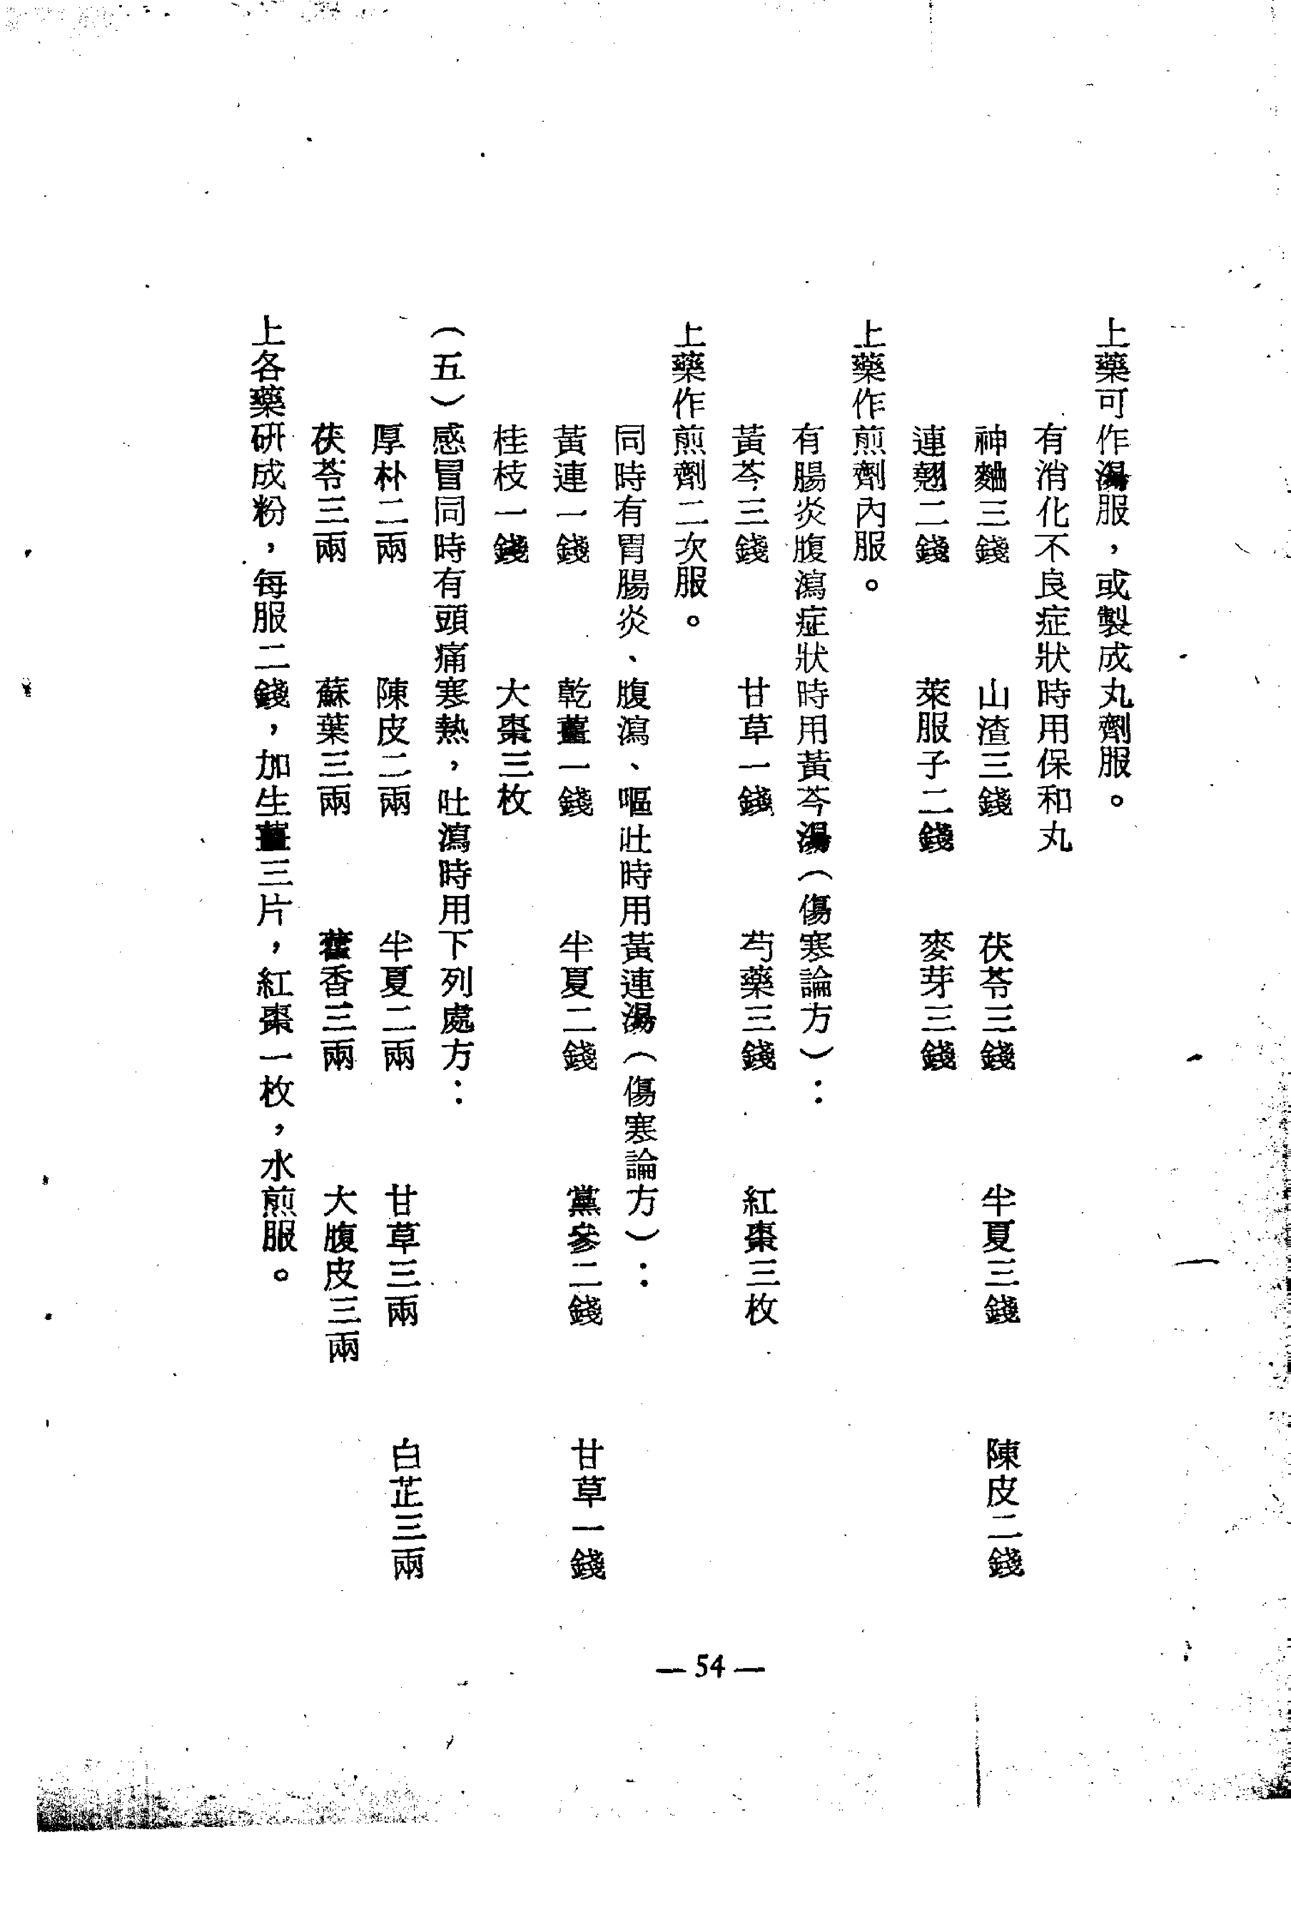 上藥可作湯服，或製成丸劑服。
有消化不良症狀時用保和丸
神麯三錢　山渣三錢　茯苓三錢　半夏三錢　陳皮二錢
連翹二錢　萊服子二錢　麥芽三錢
上藥作煎劑內服。
有腸炎腹瀉症狀時用黃芩湯（傷寒論方）：
黃芩三錢　甘草一錢　芍藥三錢　紅棗三枚
上藥作煎劑二次服。
同時有胃腸炎、腹瀉、嘔吐時用黃連湯（傷寒論方）：
黃連一錢　乾薑一錢　半夏二錢　黨參二錢　甘草一錢
桂枝一錢　大棗三枚
（五）感冒同時有頭痛寒熱，吐瀉時用下列處方：
厚朴二兩　陳皮二兩　半夏二兩　甘草三兩　白芷三兩
茯苓三兩　蘇葉三兩　藿香三兩　大腹皮三兩
上各藥研成粉，每服二錢，加生薑三片，紅棗一枚，水煎服。
— 54 —